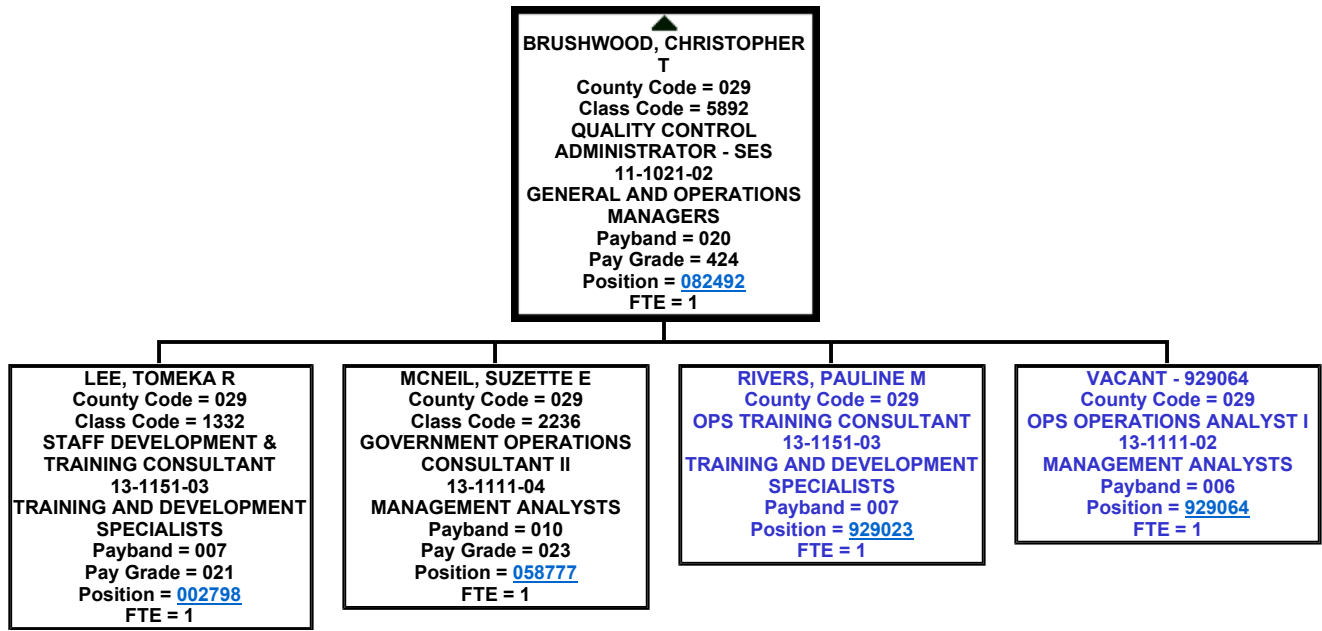 BRUSHWOOD, CHRISTOPHER
T
County Code = 029
Class Code = 5892
QUALITY CONTROL
ADMINISTRATOR - SES
11-1021-02
GENERAL AND OPERATIONS
MANAGERS
Payband = 020
Pay Grade = 424
Position = 082492
FTE = 1
LEE, TOMEKA R
County Code = 029
Class Code = 1332
STAFF DEVELOPMENT &
TRAINING CONSULTANT
13-1151-03
TRAINING AND DEVELOPMENT
SPECIALISTS
Payband = 007
Pay Grade = 021
Position = 002798
FTE = 1
MCNEIL, SUZETTE E
County Code = 029
Class Code = 2236
GOVERNMENT OPERATIONS
CONSULTANT II
13-1111-04
MANAGEMENT ANALYSTS
Payband = 010
Pay Grade = 023
Position = 058777
FTE = 1
RIVERS, PAULINE M
County Code = 029
OPS TRAINING CONSULTANT
13-1151-03
TRAINING AND DEVELOPMENT
SPECIALISTS
Payband = 007
Position = 929023
FTE = 1
VACANT - 929064
County Code = 029
OPS OPERATIONS ANALYST I
13-1111-02
MANAGEMENT ANALYSTS
Payband = 006
Position = 929064
FTE = 1